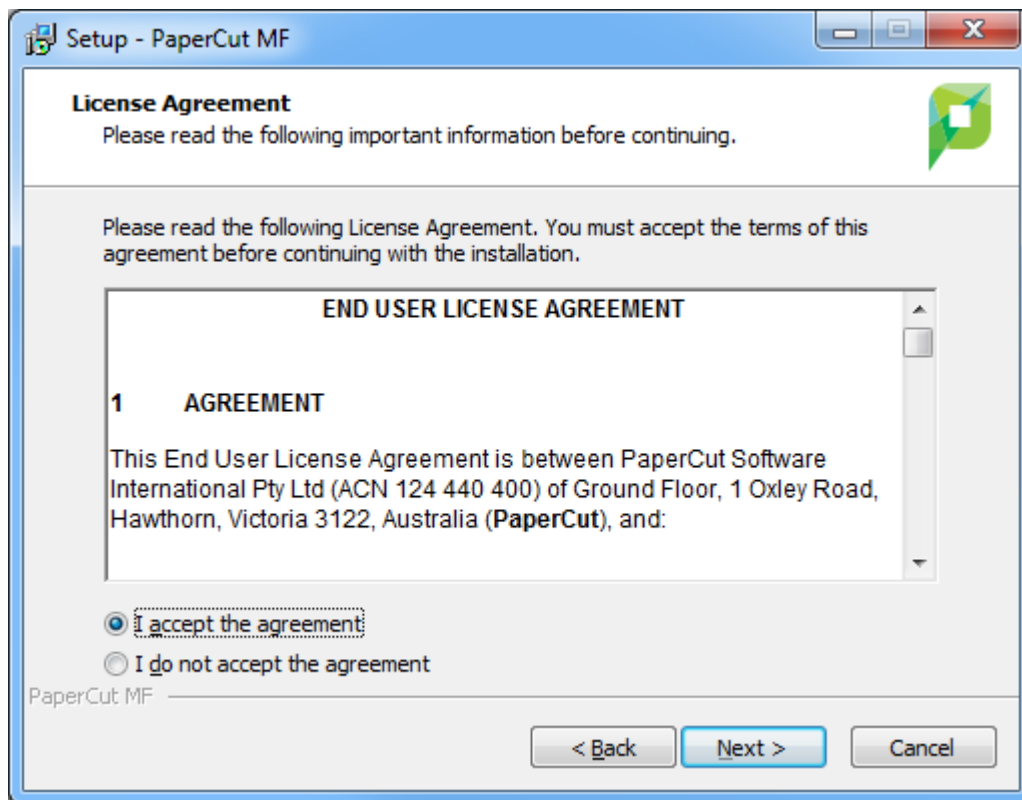 Setup - PaperCut MF
License Agreement
Please read the following important information before continuing.
Please read the following License Agreement. You must accept the terms of this
agreement before continuing with the installation.
END USER LICENSE AGREEMENT
1 AGREEMENT
This End User License Agreement is between PaperCut Software
International Pty Ltd (ACN 124 440 400) of Ground Floor, 1 Oxley Road,
Hawthorn, Victoria 3122, Australia (PaperCut), and:
I accept the agreement
I do not accept the agreement
PaperCut MF
< Back Next > Cancel